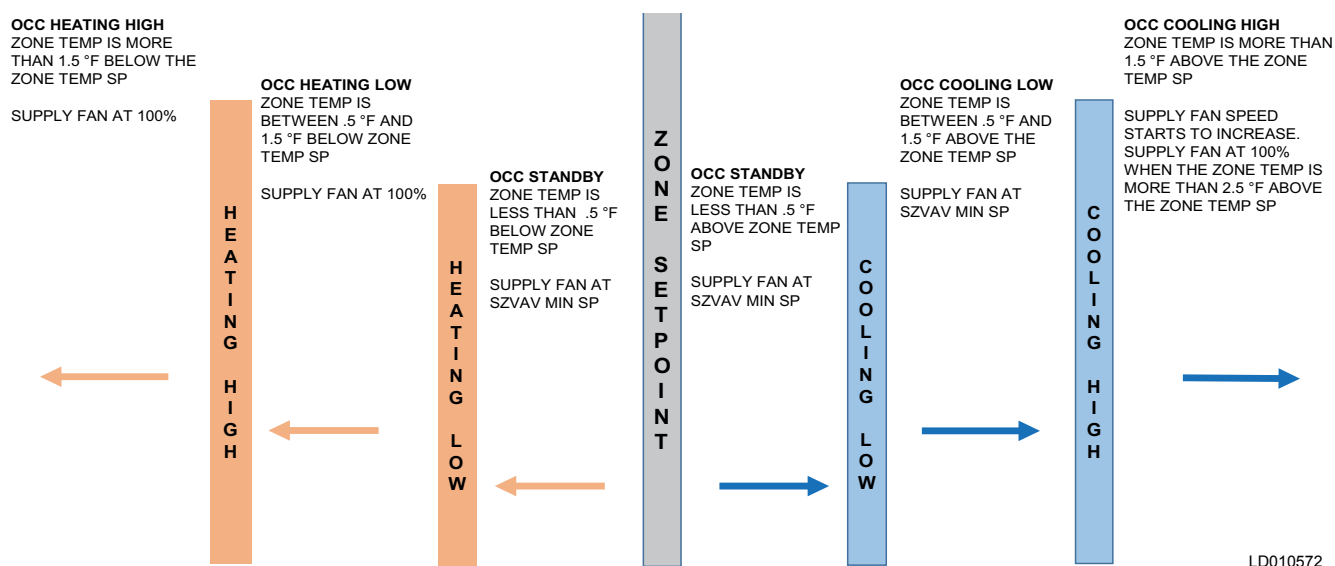 OCC HEATING HIGH
ZONE TEMP IS MORE
THAN 1.5 °F BELOW THE
ZONE TEMP SP
SUPPLY FAN AT 100%
HEATING HIGH
OCC HEATING LOW
ZONE TEMP IS
BETWEEN .5 °F AND
1.5 °F BELOW ZONE
TEMP SP
SUPPLY FAN AT 100%
HEATING LOW
OCC STANDBY
ZONE TEMP IS
LESS THAN .5 °F
BELOW ZONE
TEMP SP
SUPPLY FAN AT
SZVAV MIN SP
ZONE SETPOINT
OCC STANDBY
ZONE TEMP IS
LESS THAN .5 °F
ABOVE ZONE TEMP
SP
SUPPLY FAN AT
SZVAV MIN SP
COOLING LOW
OCC COOLING LOW
ZONE TEMP IS
BETWEEN .5 °F AND
1.5 °F ABOVE THE
ZONE TEMP SP
SUPPLY FAN AT
SZVAV MIN SP
COOLING HIGH
OCC COOLING HIGH
ZONE TEMP IS MORE THAN
1.5 °F ABOVE THE ZONE
TEMP SP
SUPPLY FAN SPEED
STARTS TO INCREASE.
SUPPLY FAN AT 100%
WHEN THE ZONE TEMP IS
MORE THAN 2.5 °F ABOVE
THE ZONE TEMP SP
LD010572